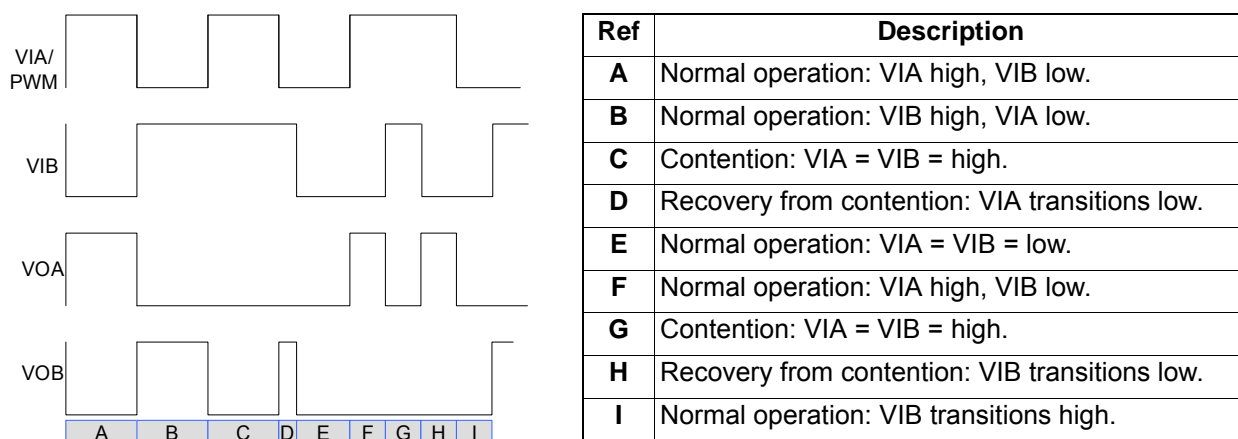 VIA/
PWM
VIB
VOA
VOB
A B C D E F G H I
Ref Description
A Normal operation: VIA high, VIB low.
B Normal operation: VIB high, VIA low.
C Contention: VIA = VIB = high.
D Recovery from contention: VIA transitions low.
E Normal operation: VIA = VIB = low.
F Normal operation: VIA high, VIB low.
G Contention: VIA = VIB = high.
H Recovery from contention: VIB transitions low.
I Normal operation: VIB transitions high.